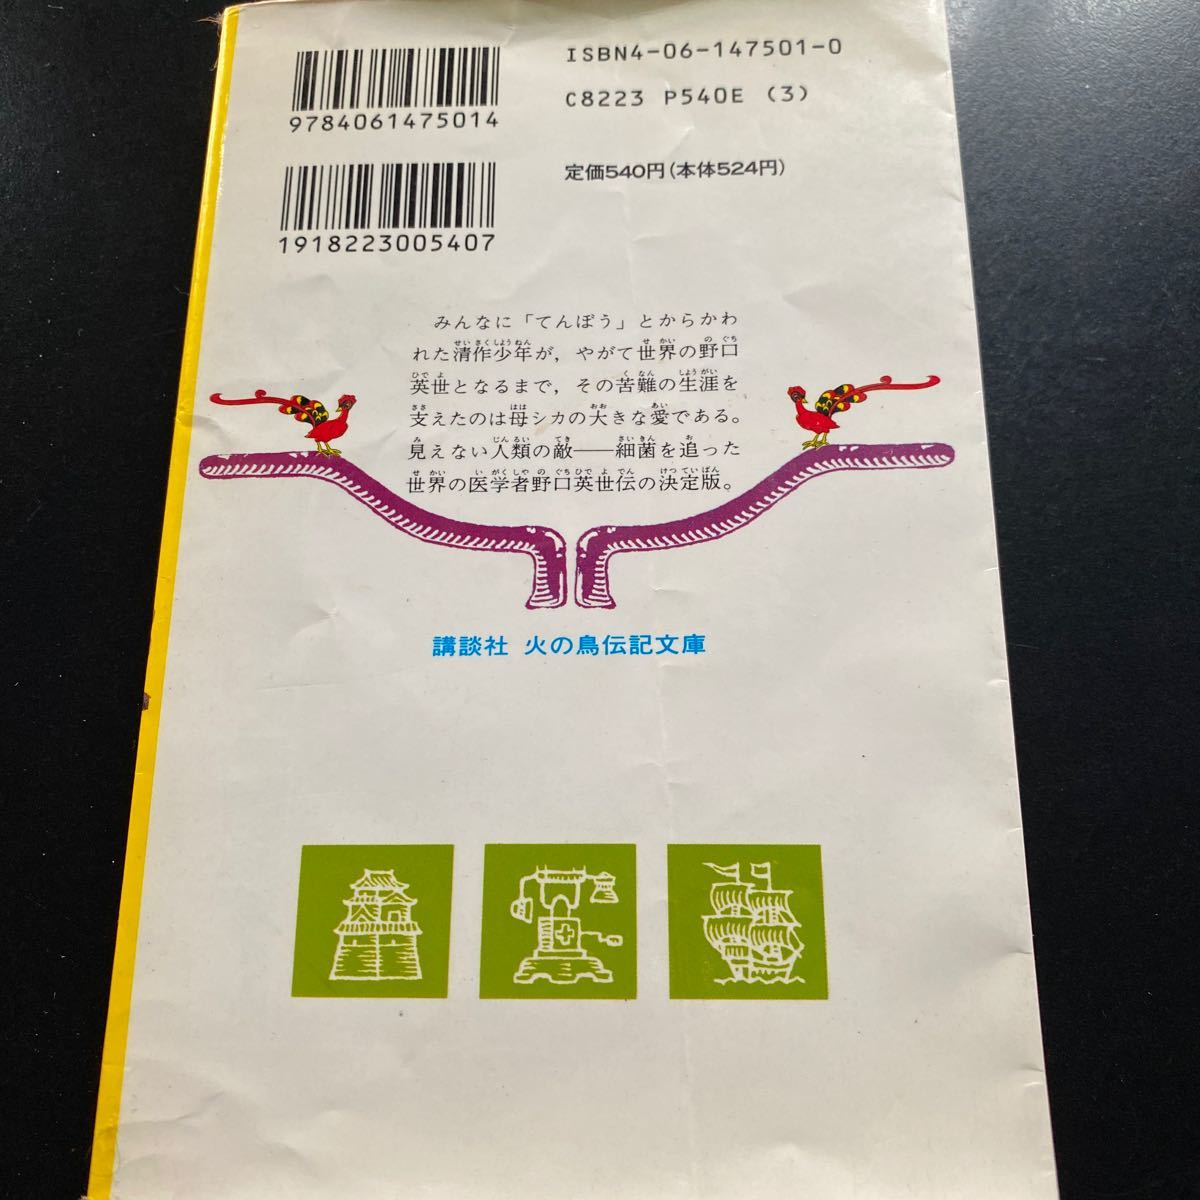 ISBN4-06-147501-0
C8223 P540E (3)
9784061475014
定価540円(本体524円)
1918223005407
みんなに「てんぽう」とからかわ
れた清作少年が、やがて世界の野口
英世となるまで、その苦難の生涯を
支えたのは母シカの大きな愛である。
見えない人類の敵――細菌を追った
世界の医学者野口英世伝の決定版。
講談社 火の鳥伝記文庫